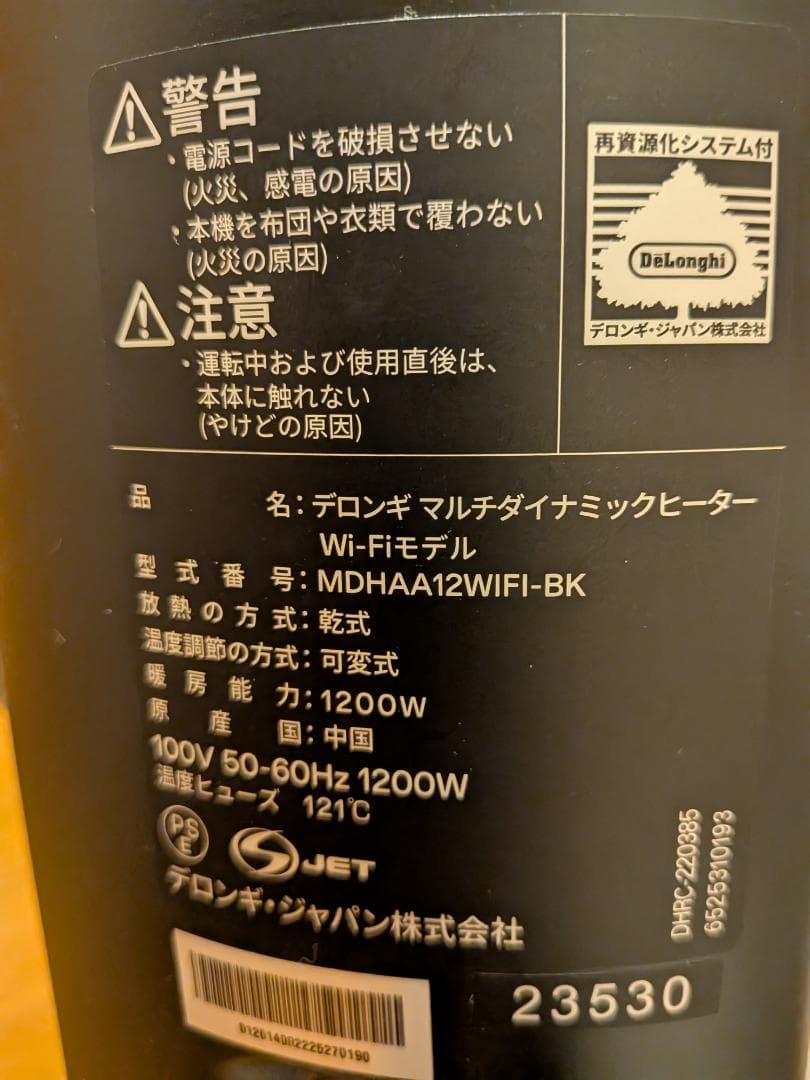 警告
・電源コードを破損させない
(火災、感電の原因)
・本機を布団や衣類で覆わない
(火災の原因)
注意
・運転中および使用直後は、
本体に触れない
(やけどの原因)
再資源化システム付
DeLonghi
デロンギ・ジャパン株式会社
品名：デロンギ マルチダイナミックヒーター
Wi-Fiモデル
型式番号：MDHAA12WIFI-BK
放熱の方式：乾式
温度調節の方式：可変式
暖房能力：1200W
原産国：中国
100V 50-60Hz 1200W
温度ヒューズ 121℃
PSE
JET
デロンギ・ジャパン株式会社
DHRC-220385
6525310193
23530